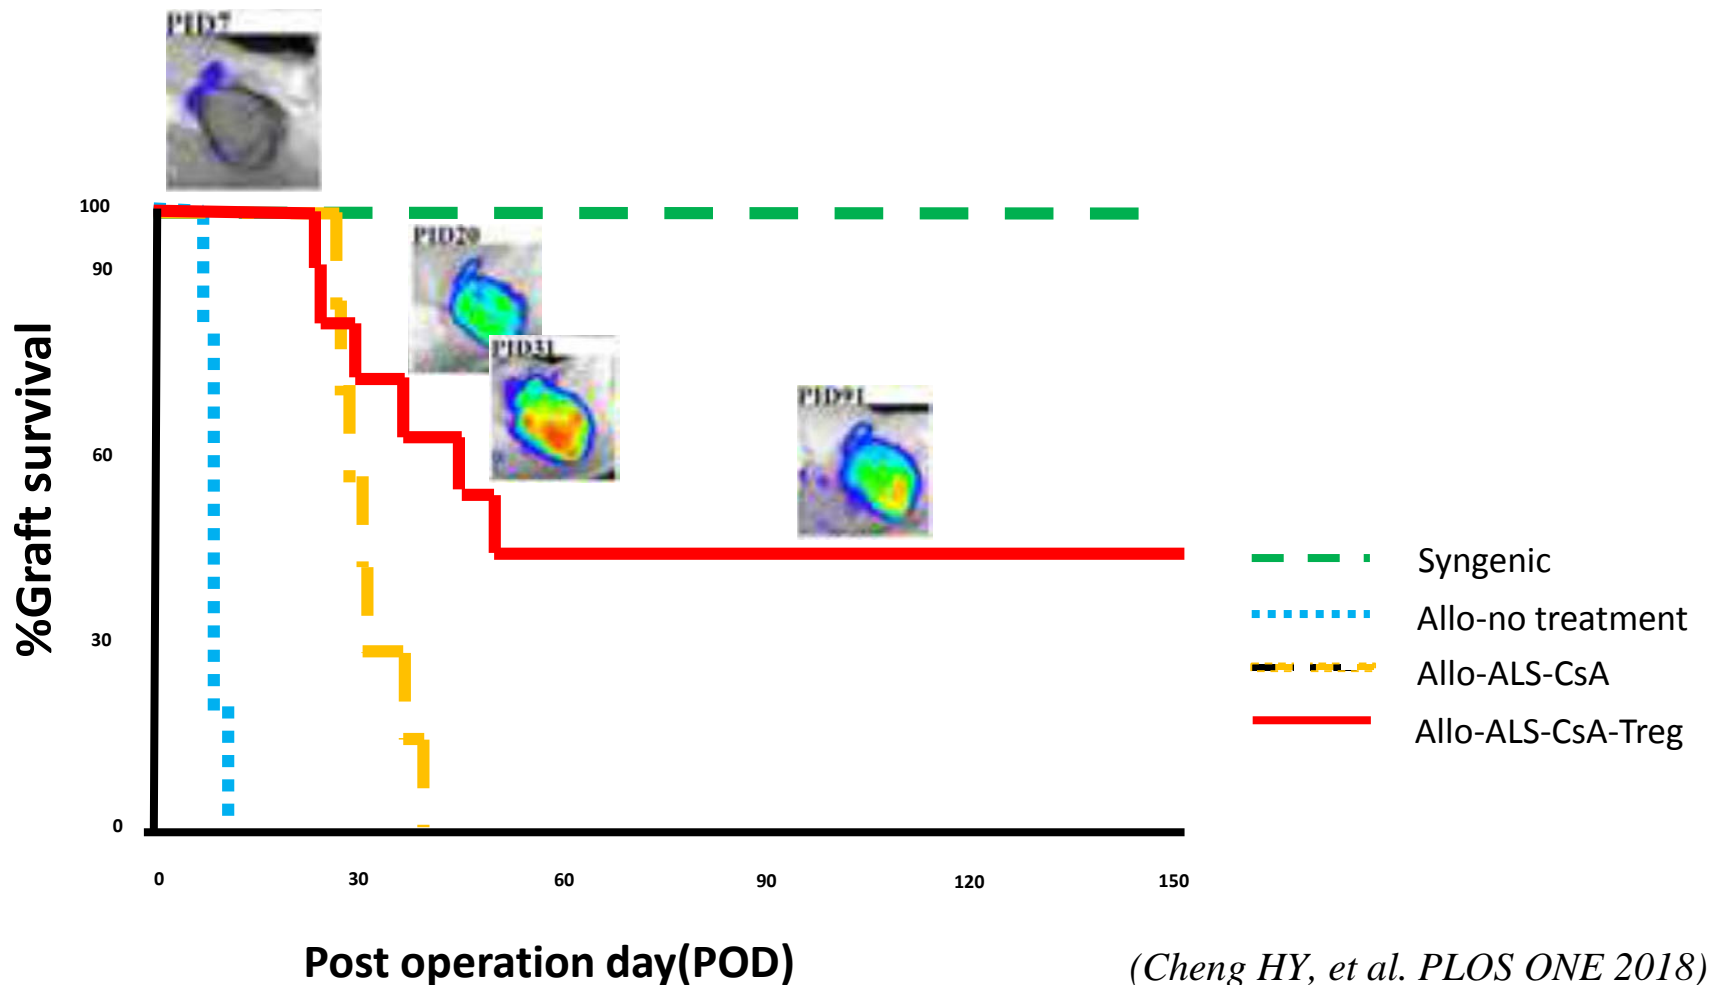 PID7
100
90
60
30
0
%Graft survival
PID20
PID31
PID91
Syngenic
Allo-no treatment
Allo-ALS-CsA
Allo-ALS-CsA-Treg
0 30 60 90 120 150
Post operation day(POD)
(Cheng HY, et al. PLOS ONE 2018)